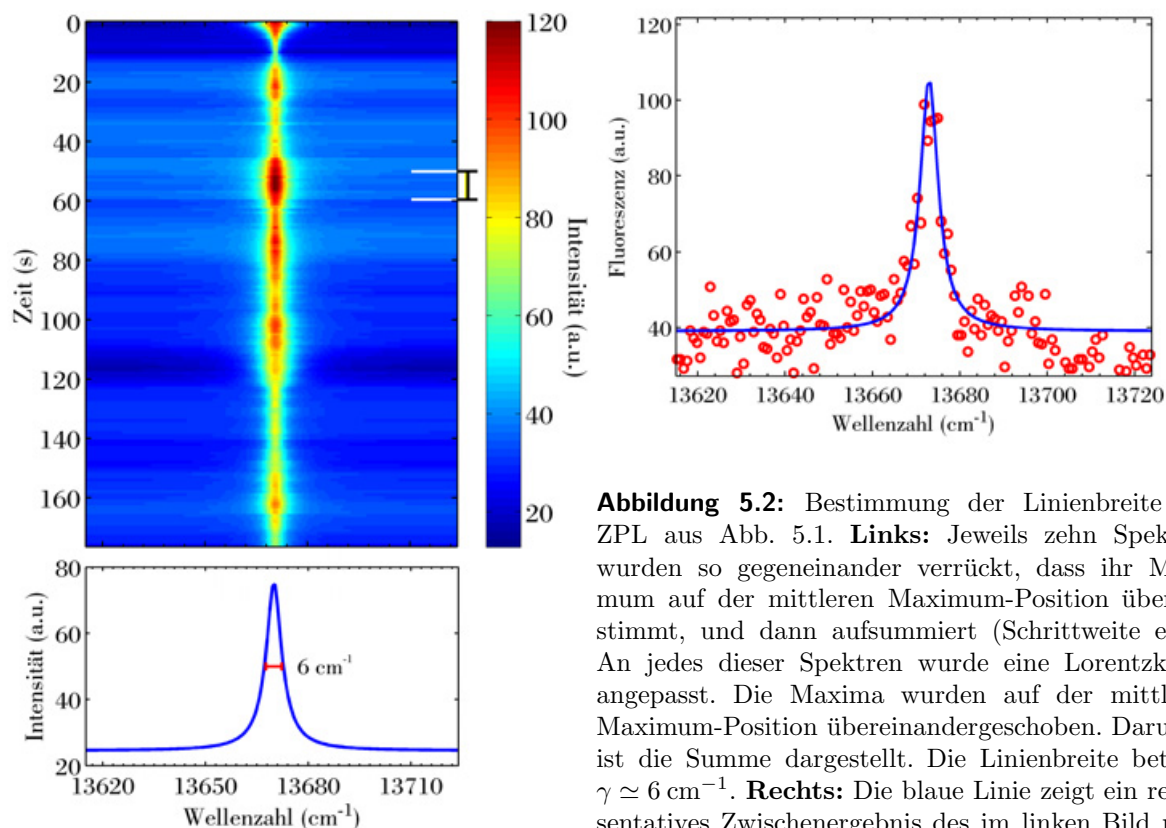 0
20
40
60
80
100
120
140
160
Zeit (s)
120
100
80
60
40
20
Intensität (a.u.)
80
60
40
20
Intensität (a.u.)
6 cm⁻¹
13620 13650 13680 13710
Wellenzahl (cm⁻¹)
120
100
80
60
40
Fluoreszenz (a.u.)
13620 13640 13660 13680 13700 13720
Wellenzahl (cm⁻¹)
Abbildung 5.2: Bestimmung der Linienbreite
ZPL aus Abb. 5.1. Links: Jeweils zehn Spek
wurden so gegeneinander verrückt, dass ihr M
mum auf der mittleren Maximum-Position über
stimmt, und dann aufsummiert (Schrittweite e
An jedes dieser Spektren wurde eine Lorentzk
angepasst. Die Maxima wurden auf der mittl
Maximum-Position übereinandergeschoben. Daru
ist die Summe dargestellt. Die Linienbreite bet
γ ≃ 6 cm⁻¹. Rechts: Die blaue Linie zeigt ein re
sentatives Zwischenergebnis des im linken Bild